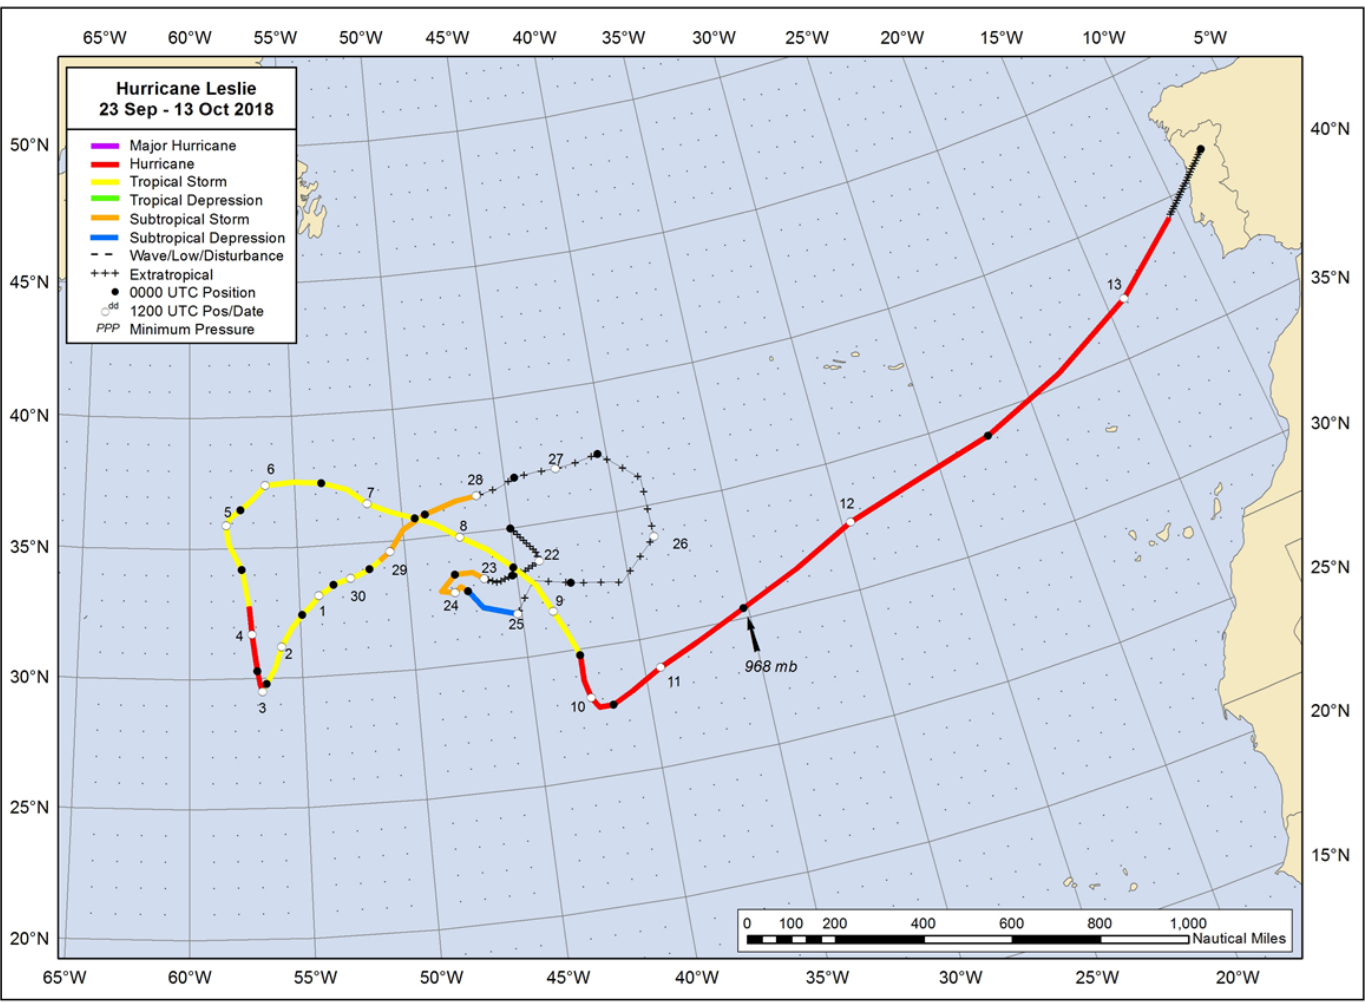 65°W 60°W 55°W 50°W 45°W 40°W 35°W 30°W 25°W 20°W 15°W 10°W 5°W
Hurricane Leslie
23 Sep - 13 Oct 2018
Major Hurricane
Hurricane
Tropical Storm
Tropical Depression
Subtropical Storm
Subtropical Depression
Wave/Low/Disturbance
+++ Extratropical
0000 UTC Position
dd 1200 UTC Pos/Date
PPP Minimum Pressure
50°N
45°N
40°N
35°N
30°N
25°N
20°N
40°N
35°N
30°N
25°N
20°N
15°N
13
12
27
28
6
7
5
8
26
22
29
23
30
24
1
9
25
4
2
968 mb
11
10
3
0 100 200 400 600 800 1,000
Nautical Miles
65°W 60°W 55°W 50°W 45°W 40°W 35°W 30°W 25°W 20°W